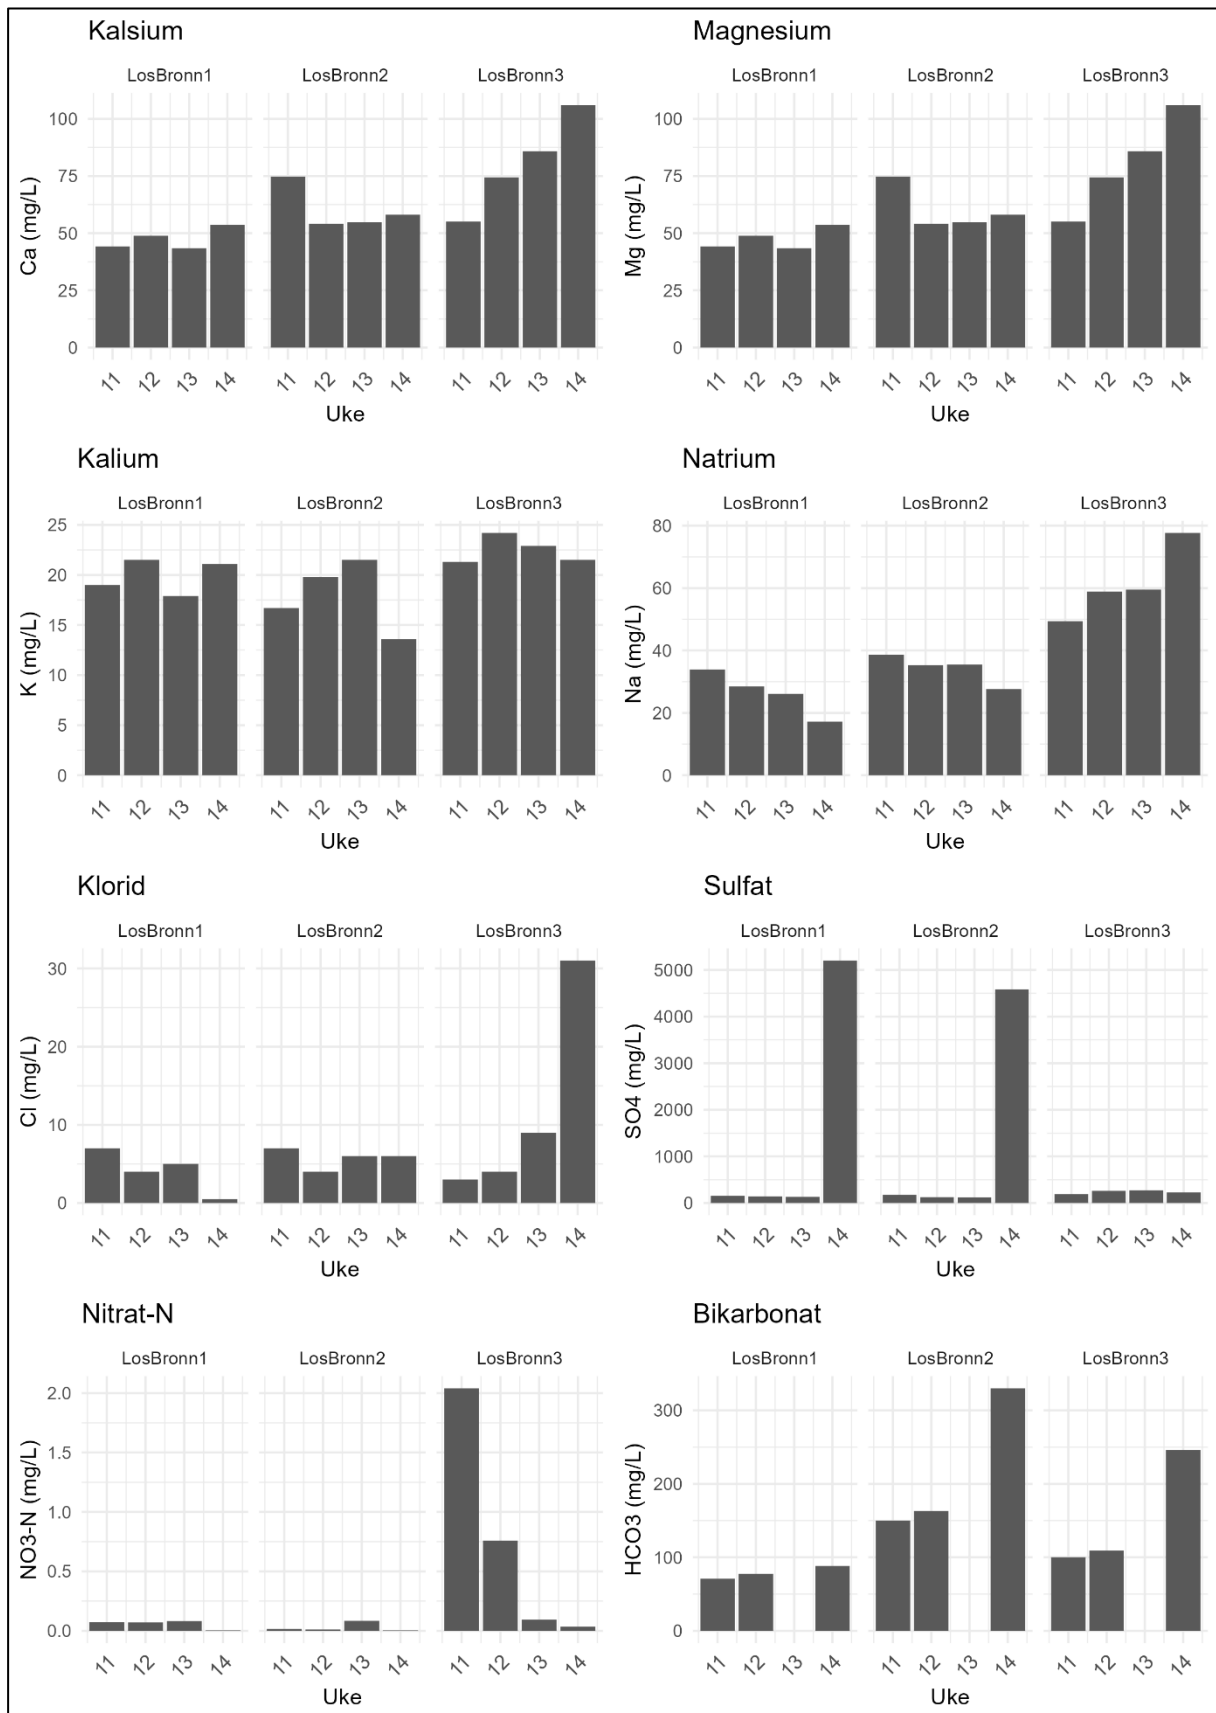 Kalsium
LosBronn1 LosBronn2 LosBronn3
Ca (mg/L)
100
75
50
25
0
11 12 13 14 11 12 13 14 11 12 13 14
Uke
Magnesium
LosBronn1 LosBronn2 LosBronn3
Mg (mg/L)
100
75
50
25
0
11 12 13 14 11 12 13 14 11 12 13 14
Uke
Kalium
LosBronn1 LosBronn2 LosBronn3
K (mg/L)
25
20
15
10
5
0
11 12 13 14 11 12 13 14 11 12 13 14
Uke
Natrium
LosBronn1 LosBronn2 LosBronn3
Na (mg/L)
80
60
40
20
0
11 12 13 14 11 12 13 14 11 12 13 14
Uke
Klorid
LosBronn1 LosBronn2 LosBronn3
Cl (mg/L)
30
20
10
0
11 12 13 14 11 12 13 14 11 12 13 14
Uke
Sulfat
LosBronn1 LosBronn2 LosBronn3
SO4 (mg/L)
5000
4000
3000
2000
1000
0
11 12 13 14 11 12 13 14 11 12 13 14
Uke
Nitrat-N
LosBronn1 LosBronn2 LosBronn3
NO3-N (mg/L)
2.0
1.5
1.0
0.5
0.0
11 12 13 14 11 12 13 14 11 12 13 14
Uke
Bikarbonat
LosBronn1 LosBronn2 LosBronn3
HCO3 (mg/L)
300
200
100
0
11 12 13 14 11 12 13 14 11 12 13 14
Uke